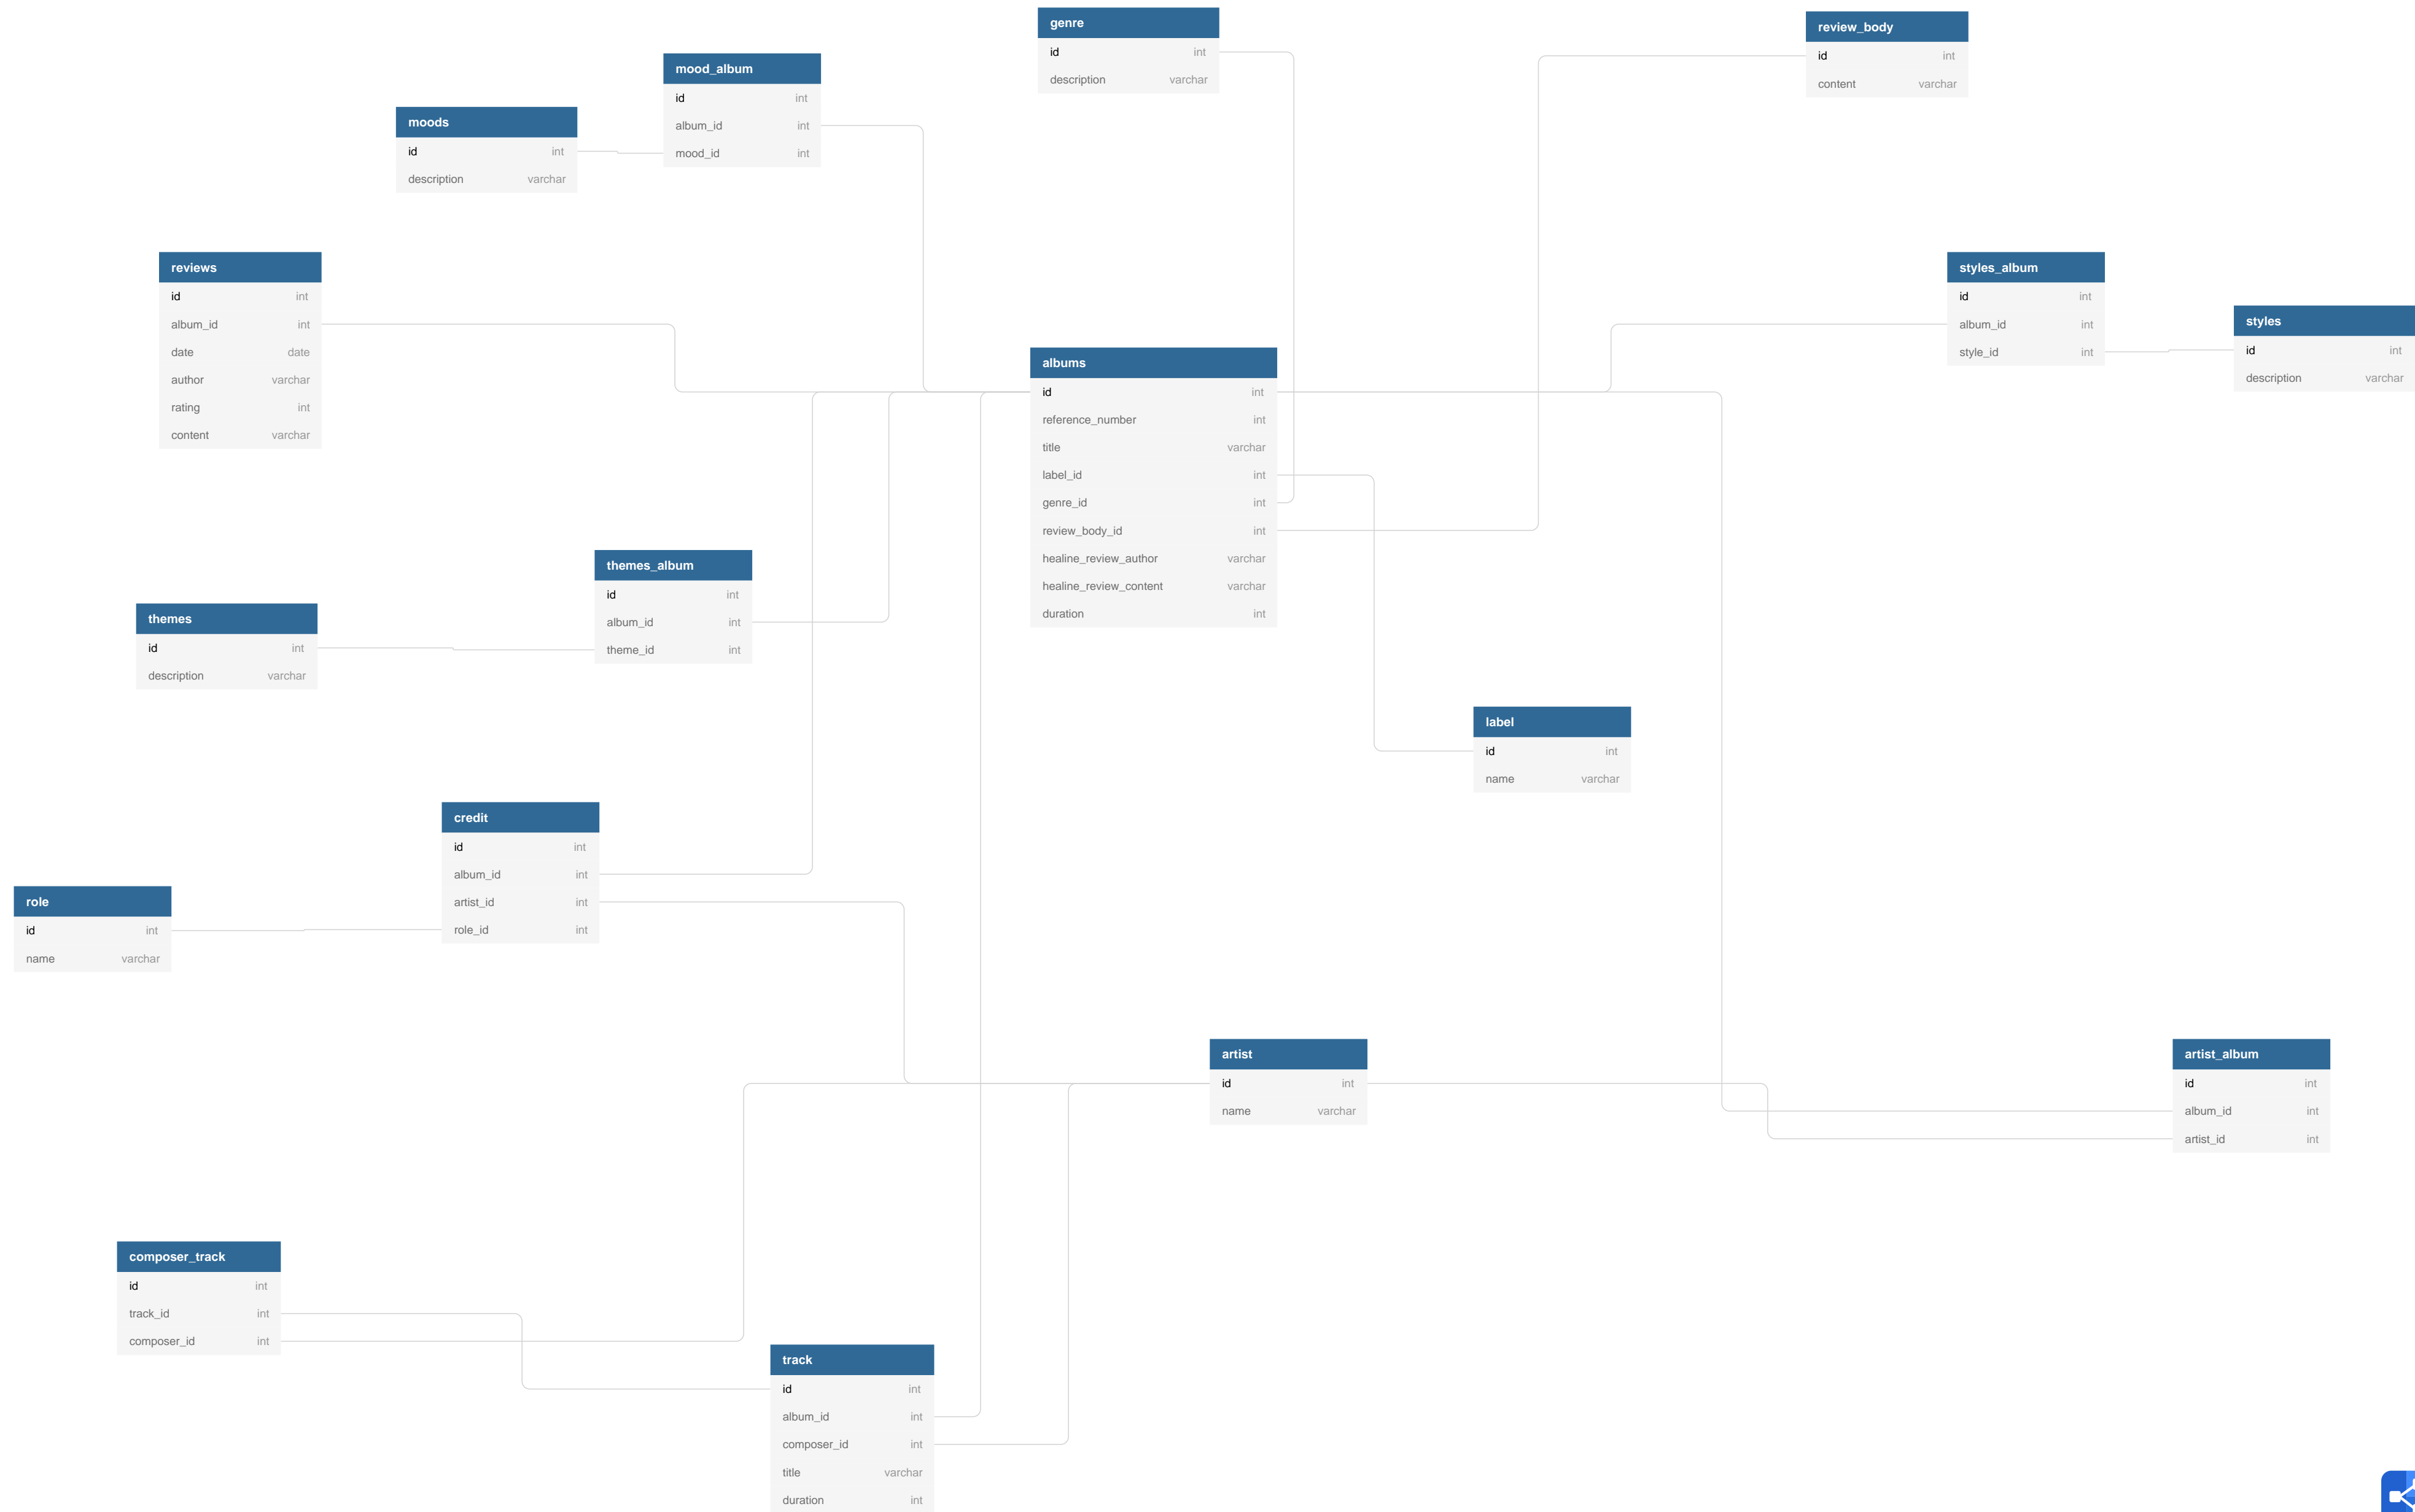 genre
id int
description varchar
review_body
id int
content varchar
mood_album
id int
album_id int
mood_id int
moods
id int
description varchar
reviews
id int
album_id int
date date
author varchar
rating int
content varchar
styles_album
id int
album_id int
style_id int
styles
id int
description varchar
albums
id int
reference_number int
title varchar
label_id int
genre_id int
review_body_id int
healine_review_author varchar
healine_review_content varchar
duration int
themes_album
id int
album_id int
theme_id int
themes
id int
description varchar
label
id int
name varchar
credit
id int
album_id int
artist_id int
role_id int
role
id int
name varchar
artist
id int
name varchar
artist_album
id int
album_id int
artist_id int
composer_track
id int
track_id int
composer_id int
track
id int
album_id int
composer_id int
title varchar
duration int